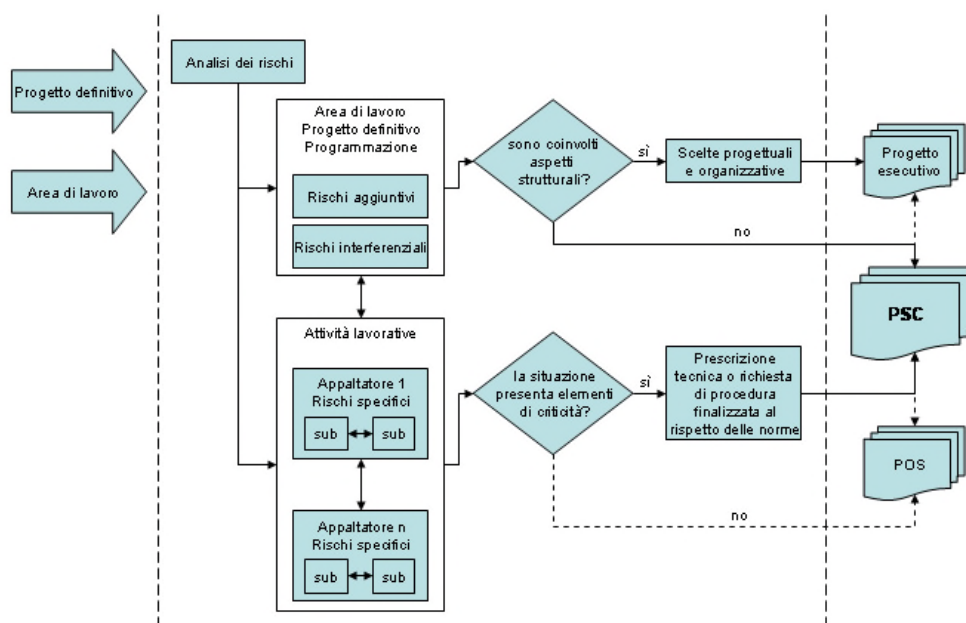 Progetto definitivo
Area di lavoro
Analisi dei rischi
Area di lavoro
Progetto definitivo
Programmazione
Rischi aggiuntivi
Rischi interferenziali
sono coinvolti
aspetti
strutturali?
sì
Scelte progettuali
e organizzative
Progetto
esecutivo
no
PSC
Attività lavorative
Appaltatore 1
Rischi specifici
sub
sub
Appaltatore n
Rischi specifici
sub
sub
la situazione
presenta elementi
di criticità?
sì
Prescrizione
tecnica o richiesta
di procedura
finalizzata al
rispetto delle norme
POS
no